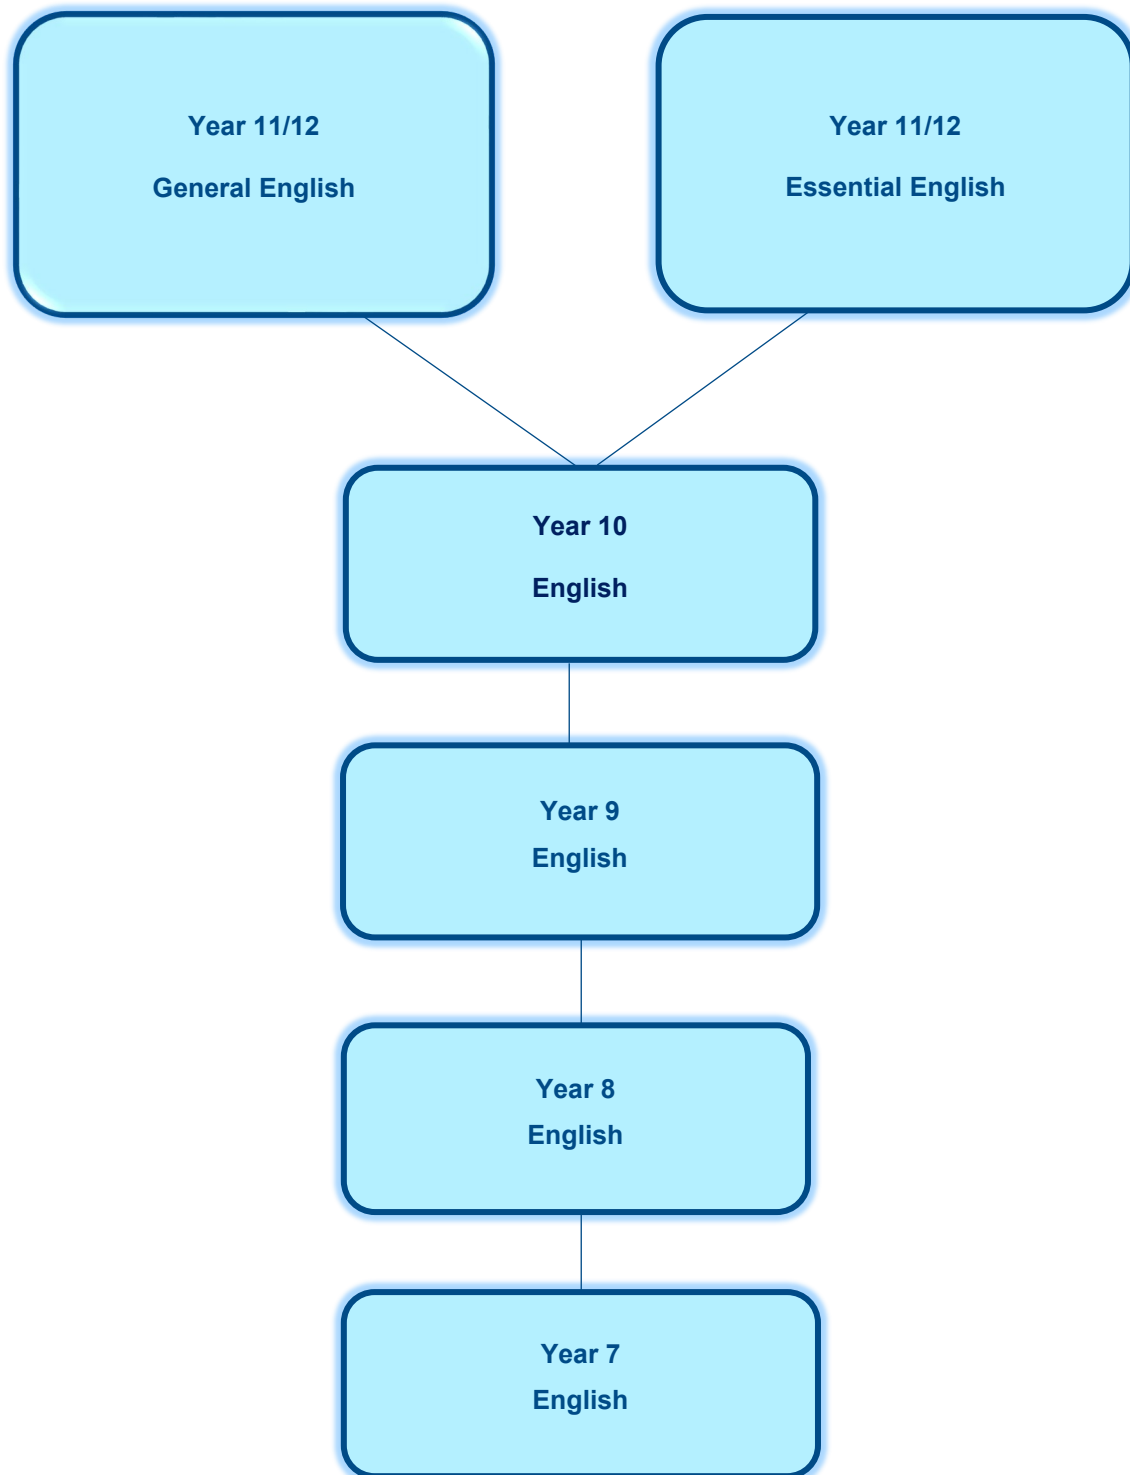 Year 11/12
General English
Year 11/12
Essential English
Year 10
English
Year 9
English
Year 8
English
Year 7
English